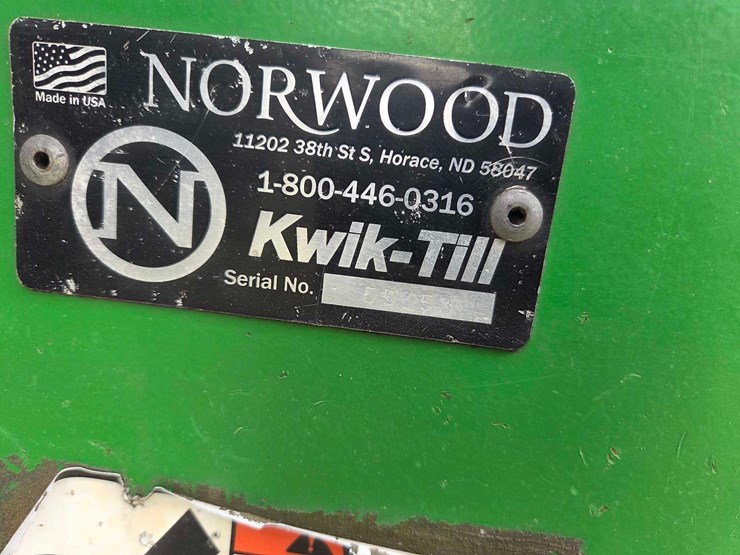 Made in USA
NORWOOD
11202 38th St S, Horace, ND 58047
1-800-446-0316
N
Kwik-Till
Serial No.